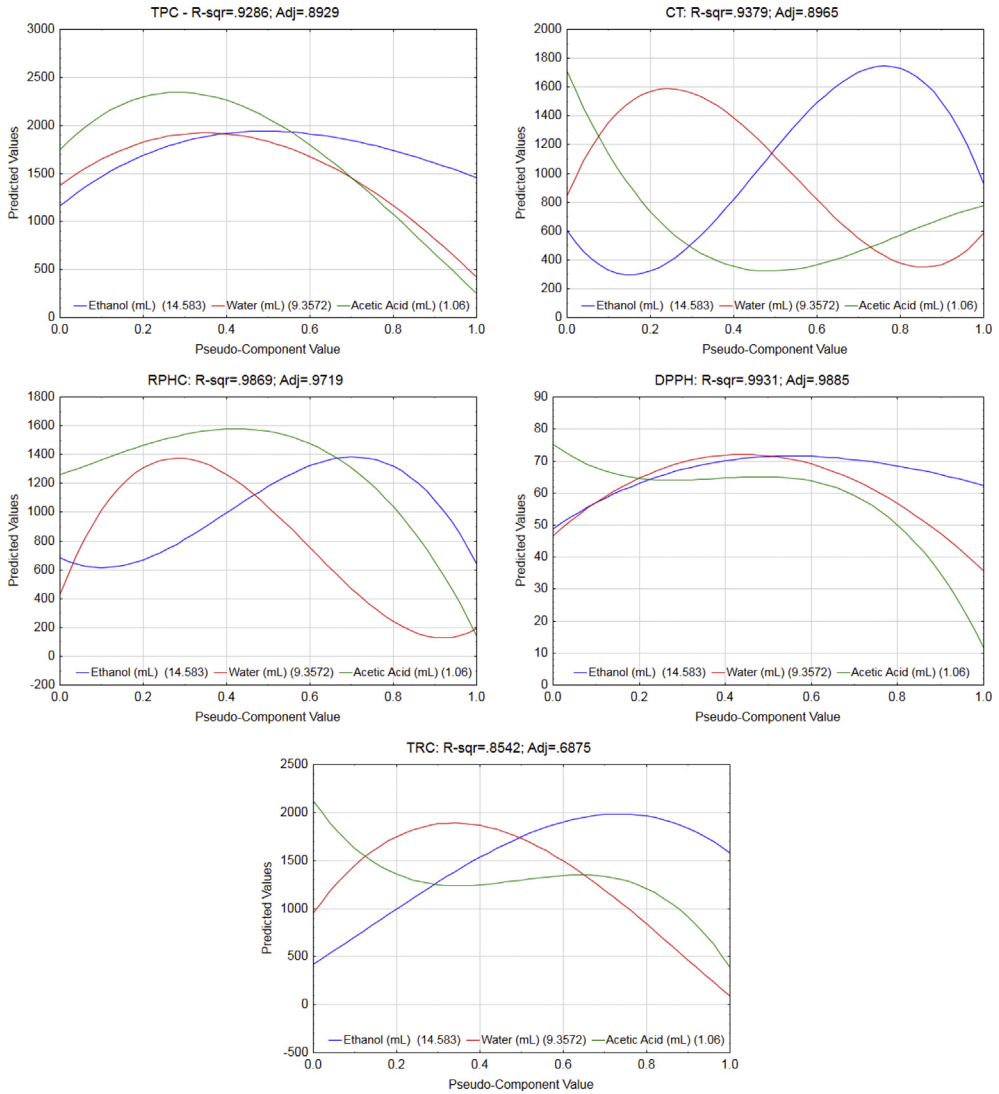 TPC - R-sqr=.9286; Adj=.8929
3000
2500
2000
1500
1000
500
0
Predicted Values
Ethanol (mL) (14.583) Water (mL) (9.3572) Acetic Acid (mL) (1.06)
0.0 0.2 0.4 0.6 0.8 1.0
Pseudo-Component Value
CT: R-sqr=.9379; Adj=.8965
2000
1800
1600
1400
1200
1000
800
600
400
200
0
Predicted Values
Ethanol (mL) (14.583) Water (mL) (9.3572) Acetic Acid (mL) (1.06)
0.0 0.2 0.4 0.6 0.8 1.0
Pseudo-Component Value
RPHC: R-sqr=.9869; Adj=.9719
1800
1600
1400
1200
1000
800
600
400
200
0
-200
Predicted Values
Ethanol (mL) (14.583) Water (mL) (9.3572) Acetic Acid (mL) (1.06)
0.0 0.2 0.4 0.6 0.8 1.0
Pseudo-Component Value
DPPH: R-sqr=.9931; Adj=.9885
90
80
70
60
50
40
30
20
10
0
Predicted Values
Ethanol (mL) (14.583) Water (mL) (9.3572) Acetic Acid (mL) (1.06)
0.0 0.2 0.4 0.6 0.8 1.0
Pseudo-Component Value
TRC: R-sqr=.8542; Adj=.6875
2500
2000
1500
1000
500
0
-500
Predicted Values
Ethanol (mL) (14.583) Water (mL) (9.3572) Acetic Acid (mL) (1.06)
0.0 0.2 0.4 0.6 0.8 1.0
Pseudo-Component Value